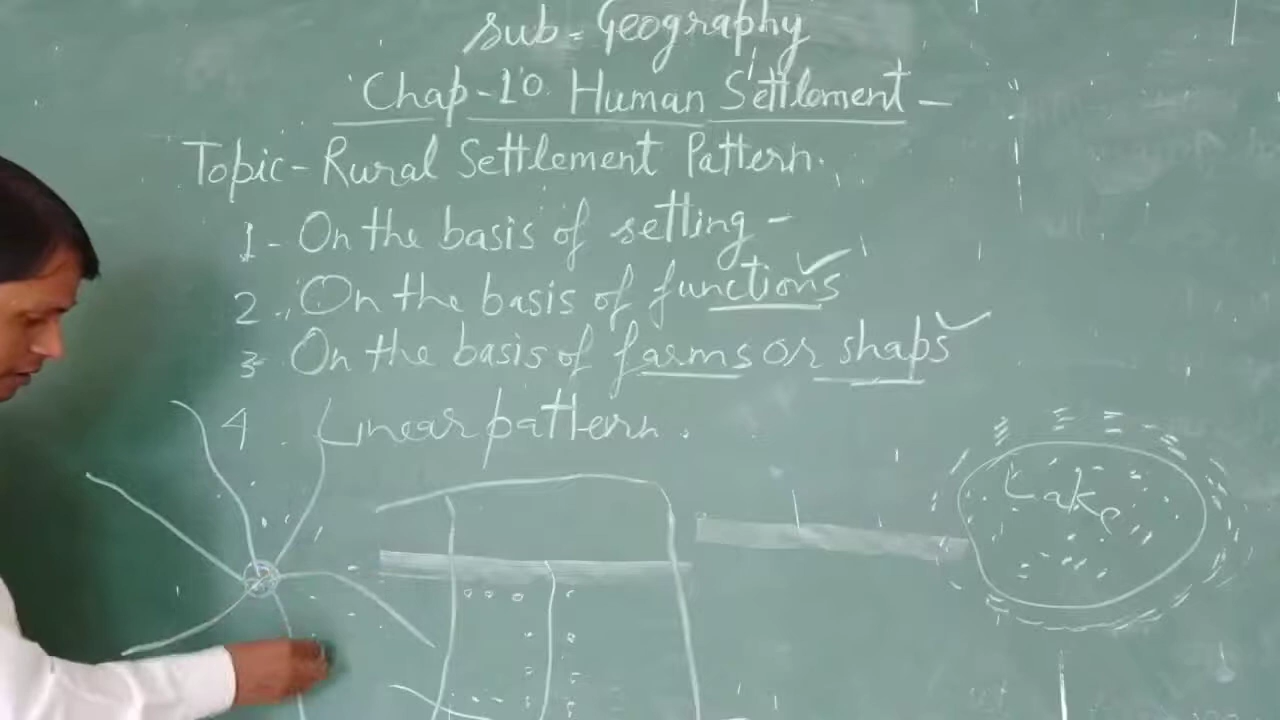 Sub = Geography
Chap-10. Human Settlement -
Topic - Rural Settlement Pattern.
1- On the basis of setting -
2. On the basis of functions
3- On the basis of farms or shaps
4. Linear pattern.
Lake